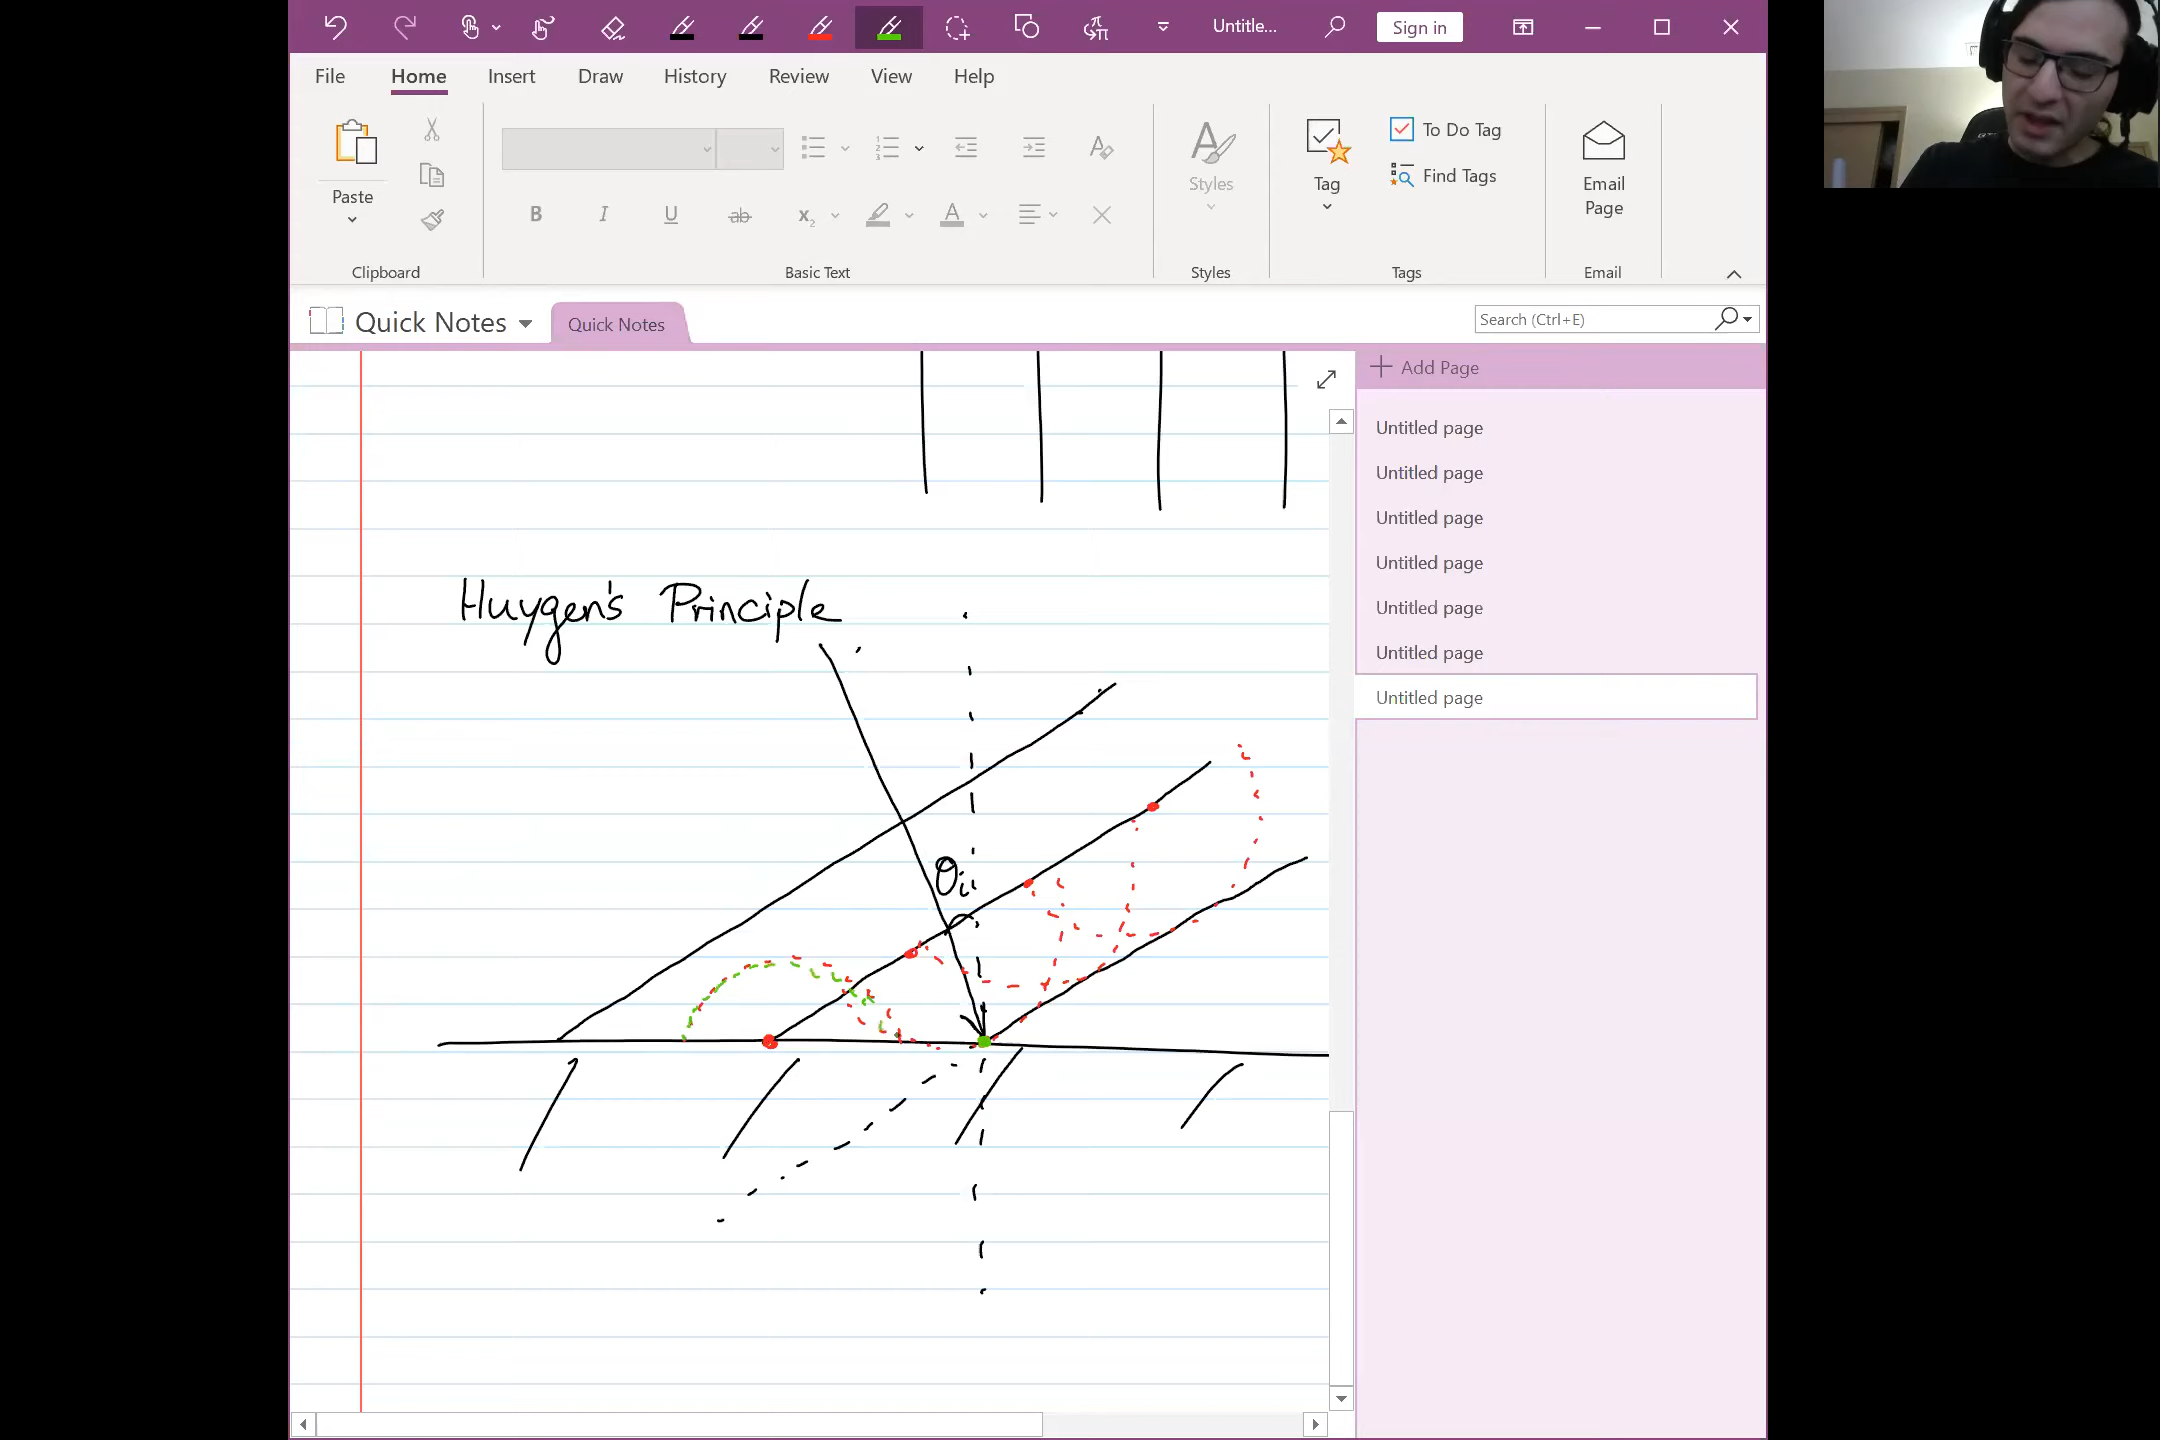 Untitle...
Sign in
File Home Insert Draw History Review View Help
Paste
Clipboard
B I U ab x₂ A
Basic Text
Styles
Styles
Tag
To Do Tag
Find Tags
Tags
Email Page
Email
Quick Notes
Quick Notes
Search (Ctrl+E)
Add Page
Untitled page
Untitled page
Untitled page
Untitled page
Untitled page
Untitled page
Untitled page
Huygen's Principle
θi